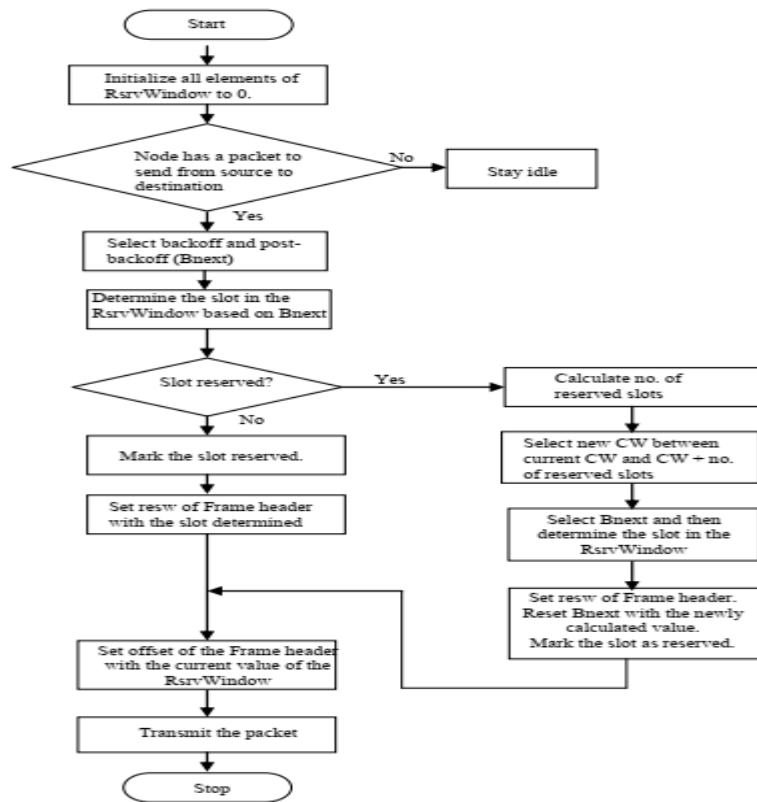 Start
Initialize all elements of
RsrvWindow to 0.
Node has a packet to
send from source to
destination
No
Stay idle
Yes
Select backoff and post-
backoff (Bnext)
Determine the slot in the
RsrvWindow based on Bnext
Slot reserved?
Yes
No
Calculate no. of
reserved slots
Mark the slot reserved.
Select new CW between
current CW and CW + no.
of reserved slots
Set resw of Frame header
with the slot determined
Select Bnext and then
determine the slot in the
RsrvWindow
Set resw of Frame header.
Reset Bnext with the newly
calculated value.
Mark the slot as reserved.
Set offset of the Frame header
with the current value of the
RsrvWindow
Transmit the packet
Stop